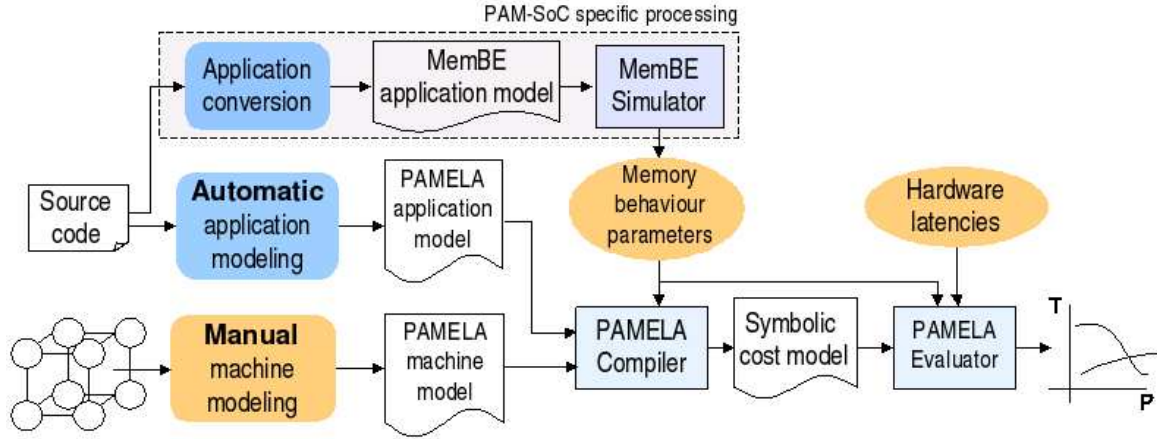 PAM-SoC specific processing
Application
conversion
MemBE
application model
MemBE
Simulator
Source
code
Automatic
application
modeling
PAMELA
application
model
Memory
behaviour
parameters
Hardware
latencies
Manual
machine
modeling
PAMELA
machine
model
PAMELA
Compiler
Symbolic
cost model
PAMELA
Evaluator
T
P